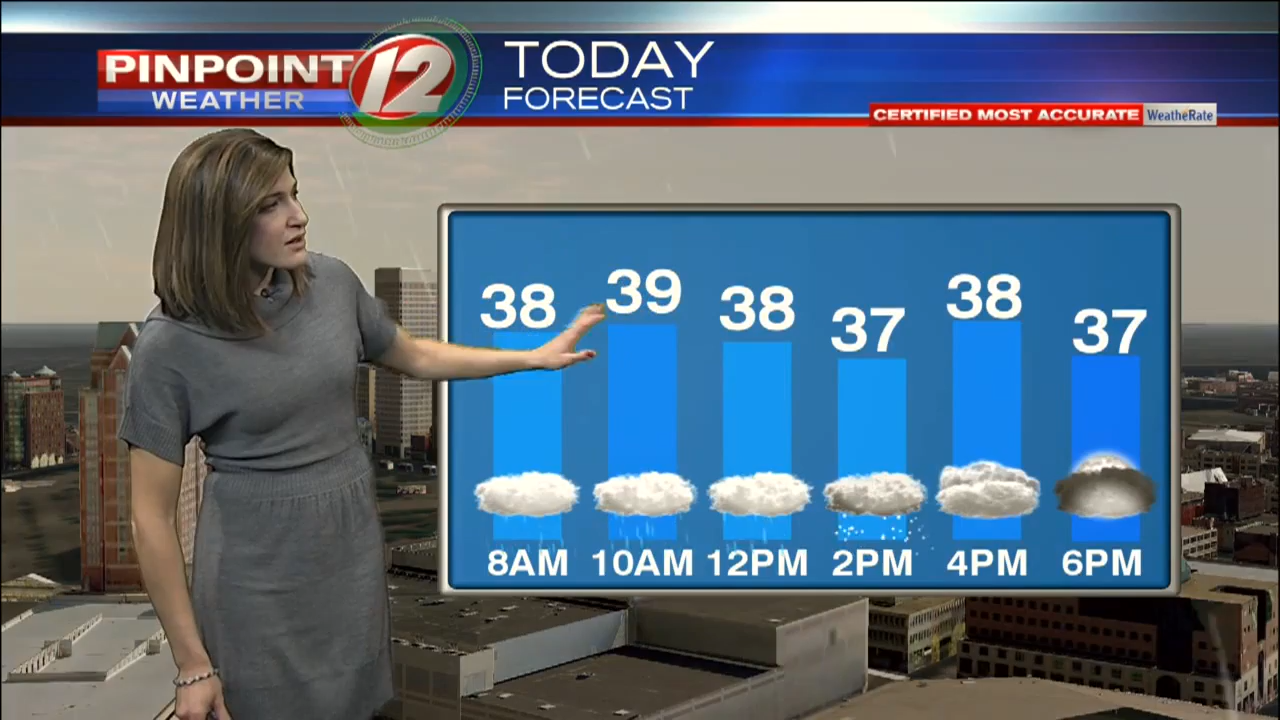 PINPOINT 12
WEATHER
TODAY
FORECAST
CERTIFIED MOST ACCURATE WeatheRate
38 39 38 37 38 37
8AM 10AM 12PM 2PM 4PM 6PM